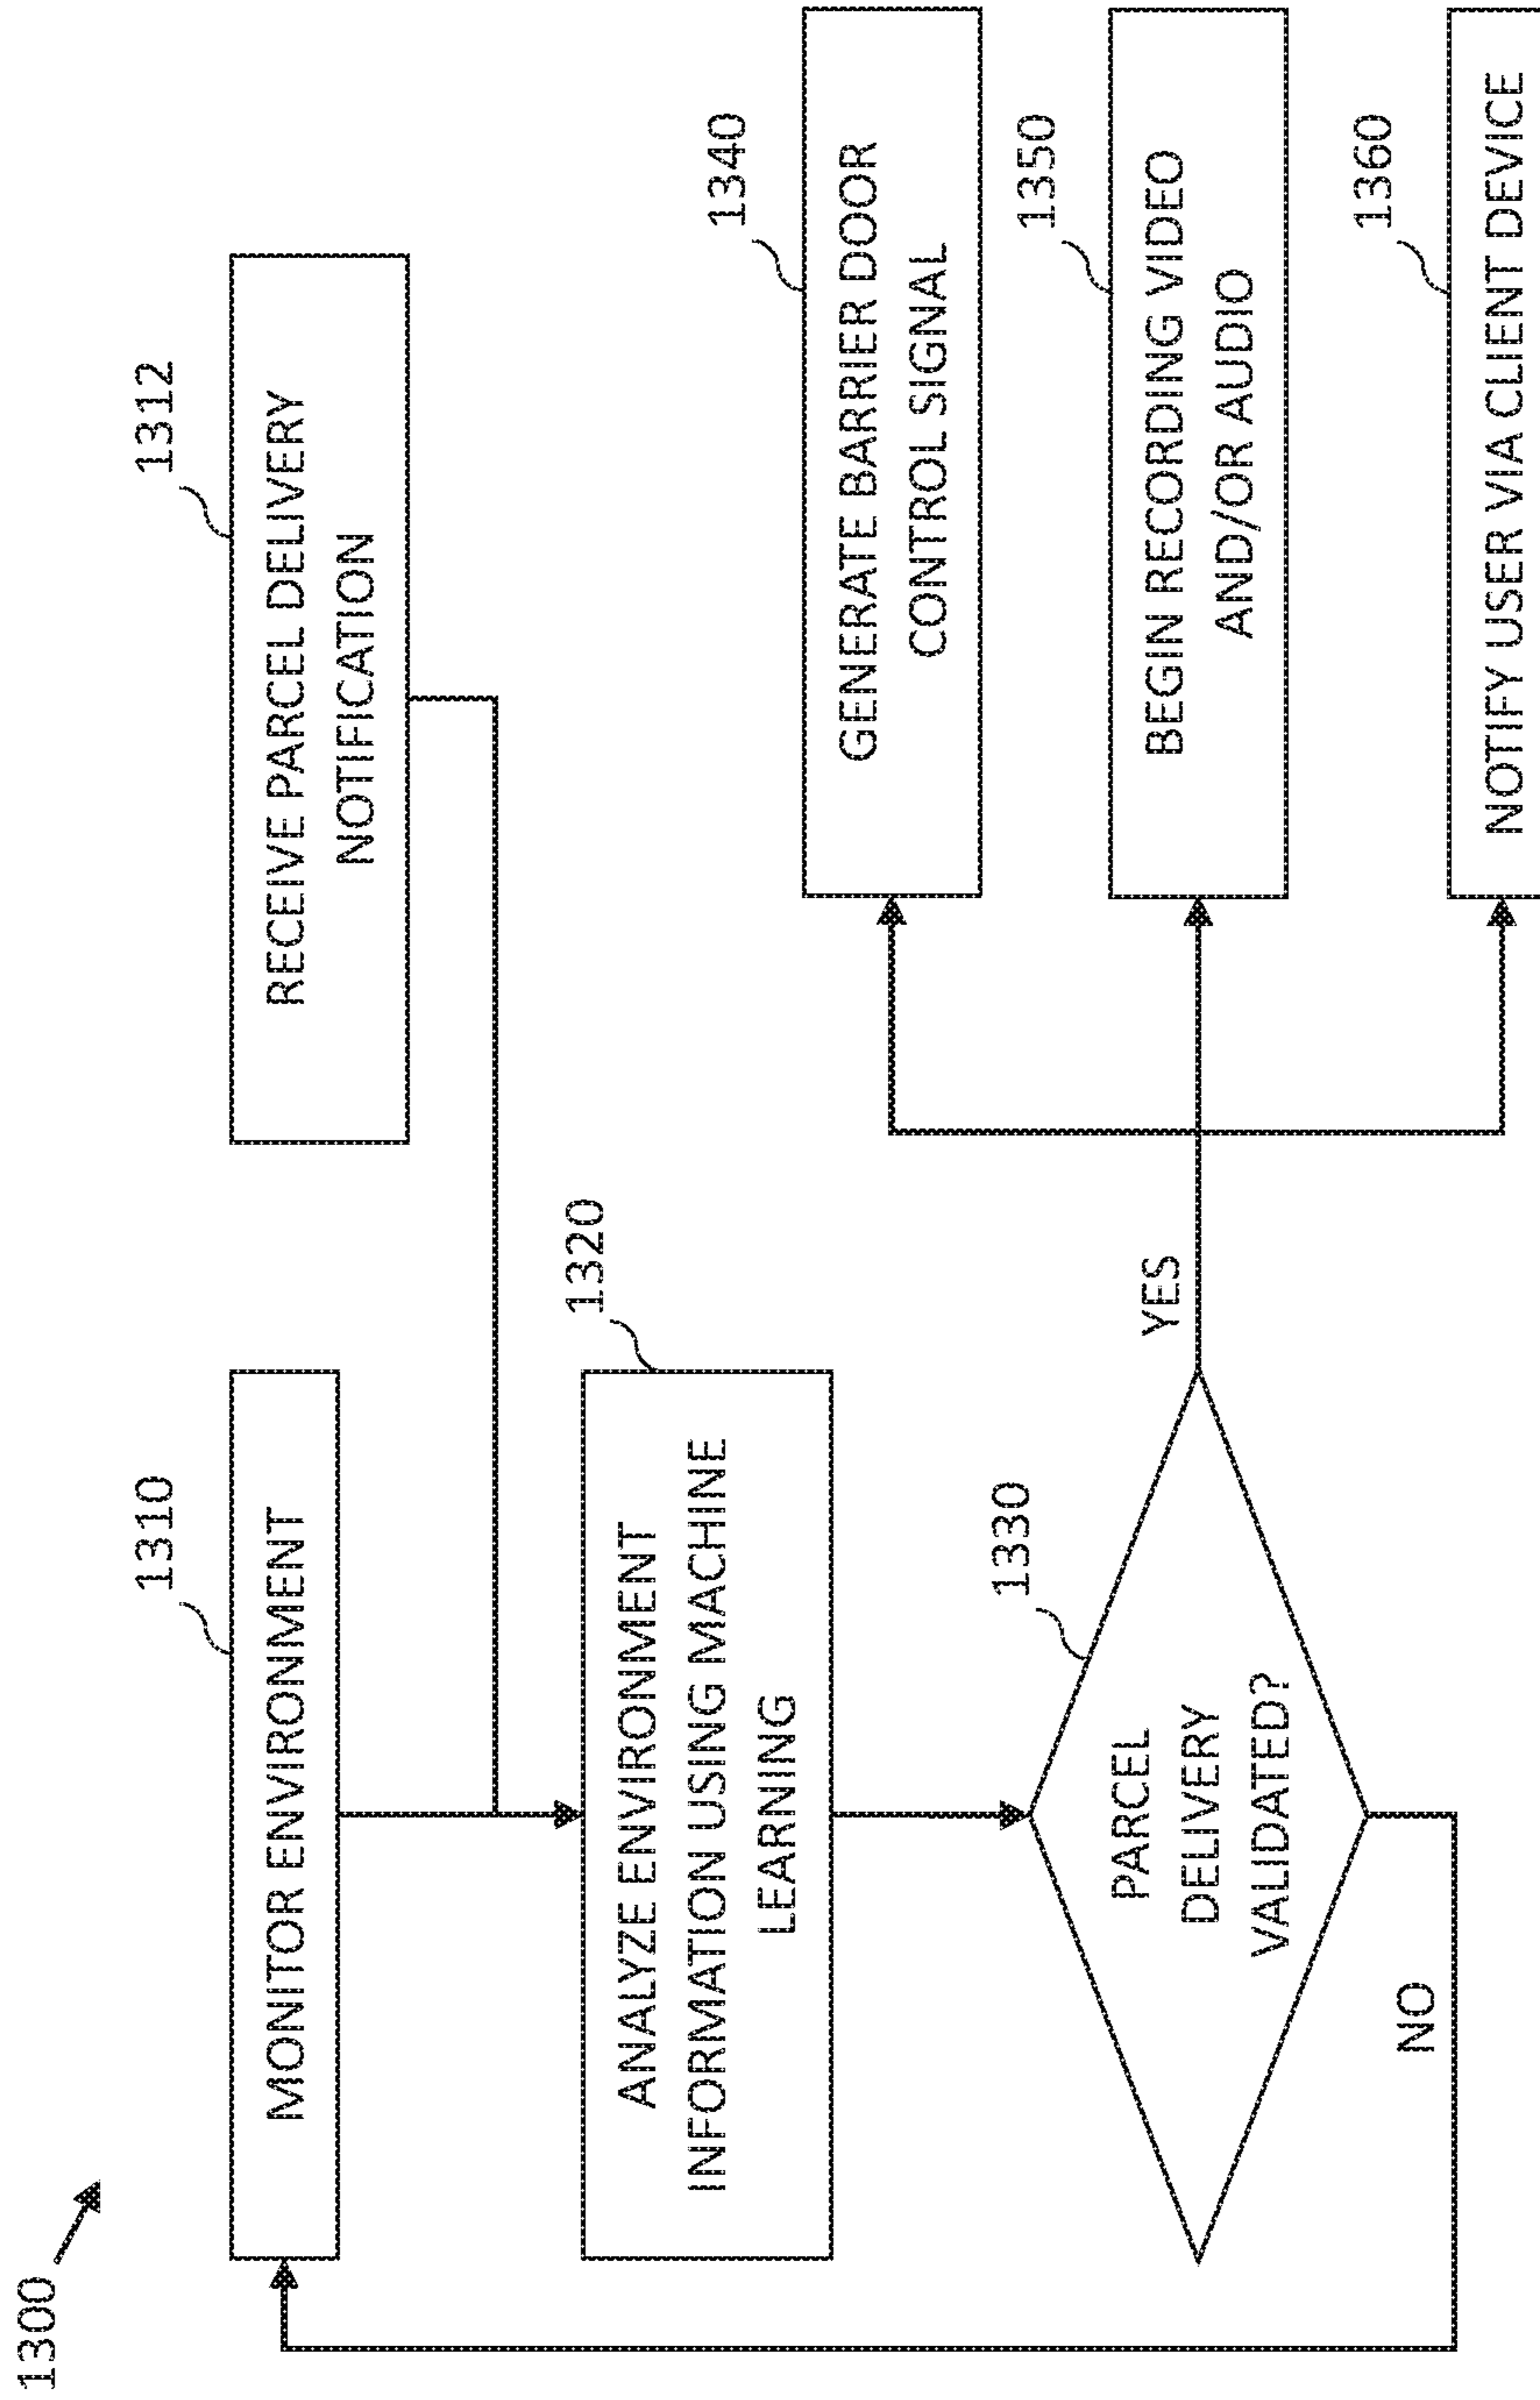 1300
1310
MONITOR ENVIRONMENT
1312
RECEIVE PARCEL DELIVERY
NOTIFICATION
1320
ANALYZE ENVIRONMENT
INFORMATION USING MACHINE
LEARNING
1330
PARCEL
DELIVERY
VALIDATED?
YES
NO
1340
GENERATE BARRIER DOOR
CONTROL SIGNAL
1350
BEGIN RECORDING VIDEO
AND/OR AUDIO
1360
NOTIFY USER VIA CLIENT DEVICE